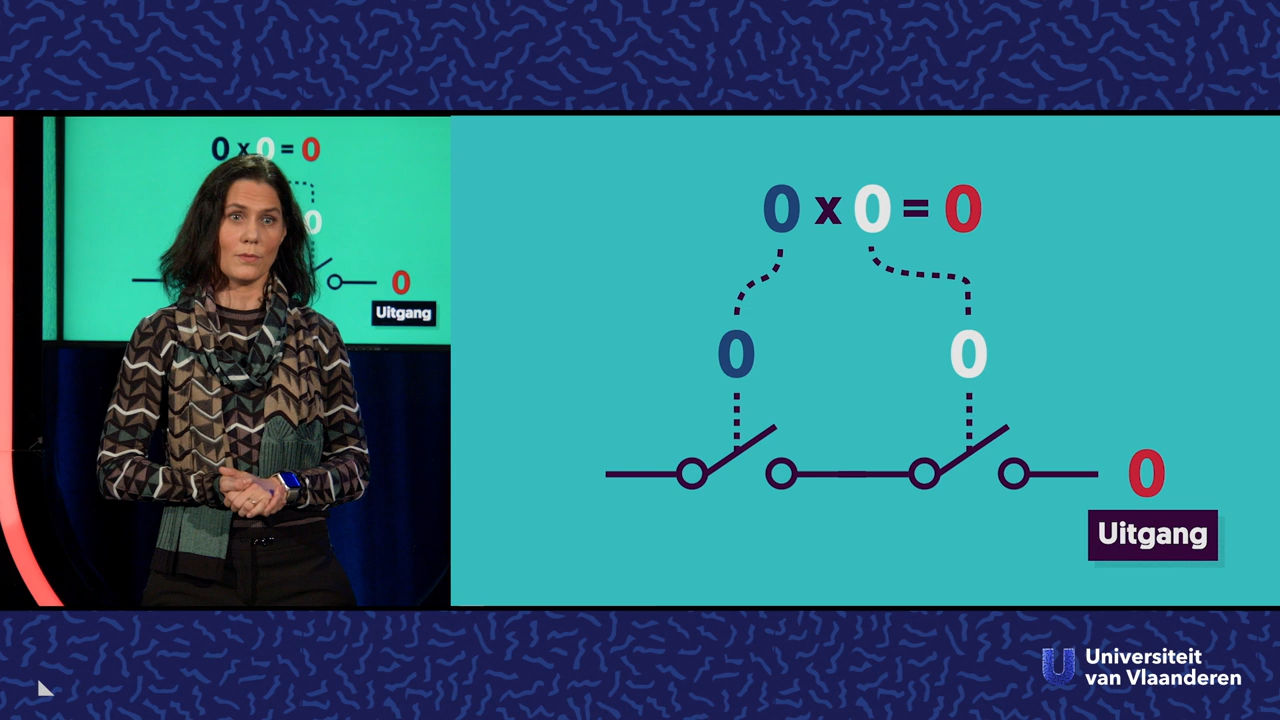 0 x 0 = 0
0
0
Uitgang
0 x 0 = 0
0 0
0
Uitgang
Universiteit
van Vlaanderen